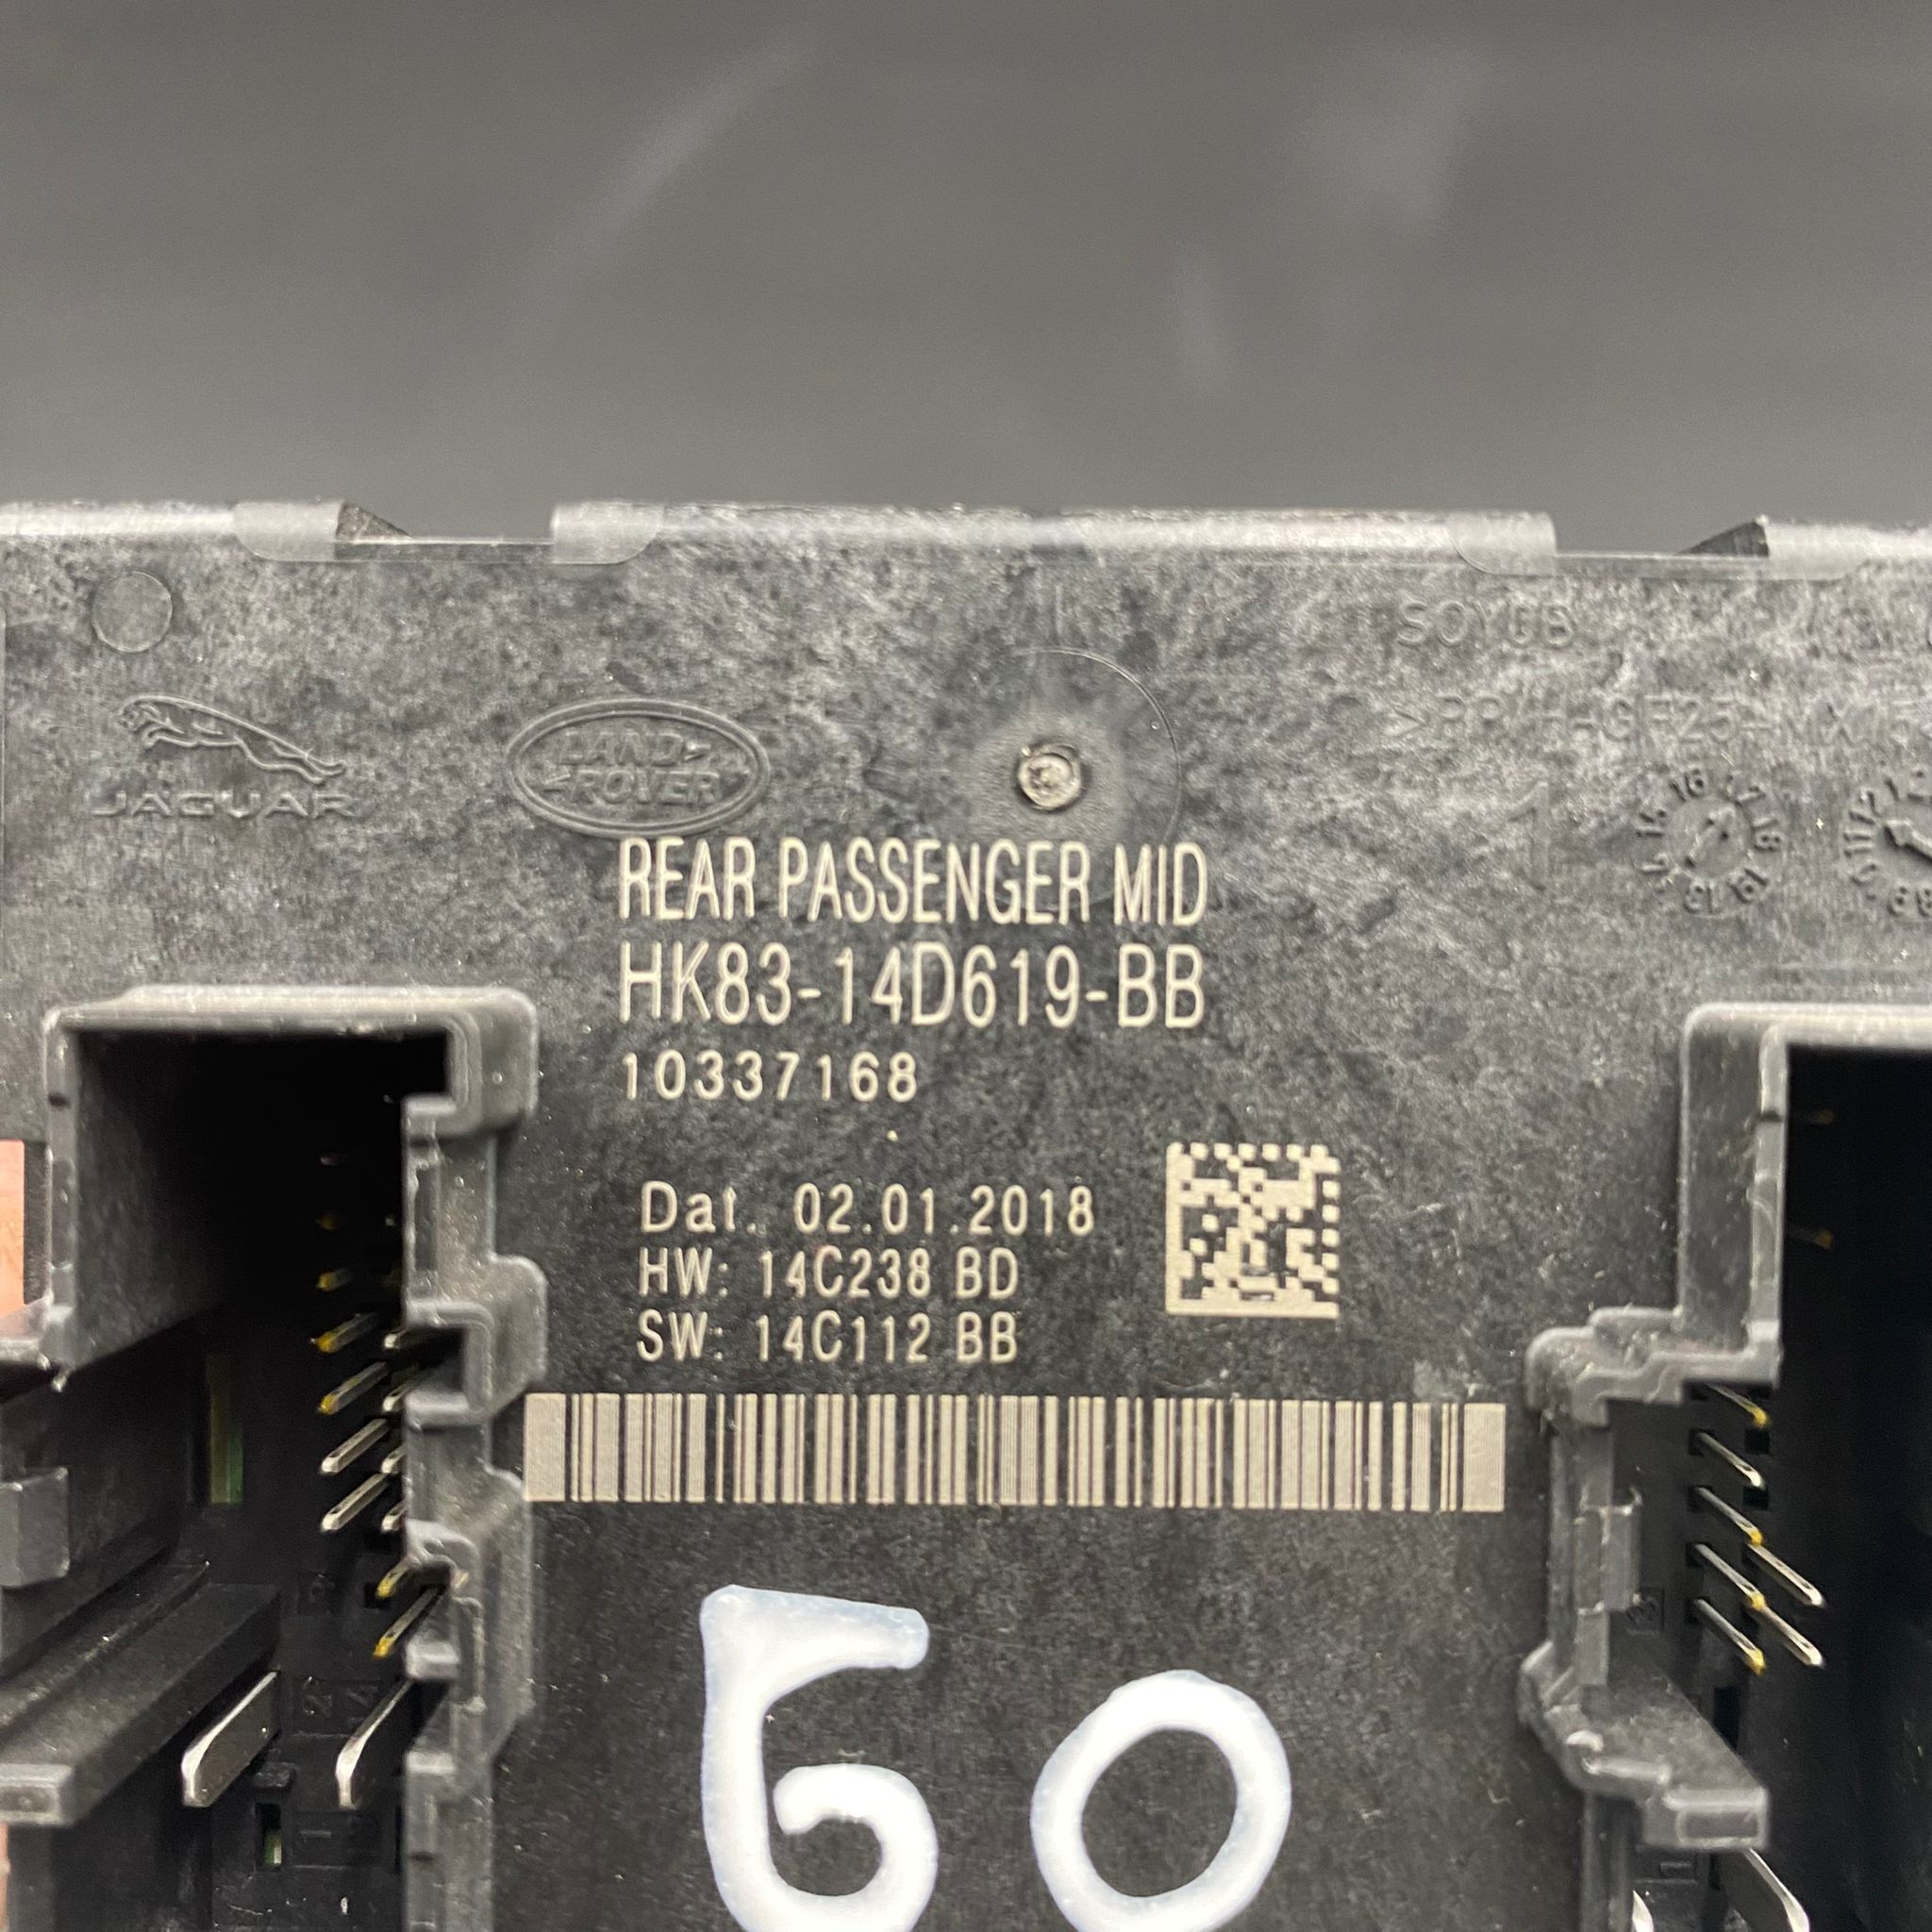 JAGUAR
LAND
ROVER
REAR PASSENGER MID
HK83-14D619-BB
10337168
Dat. 02.01.2018
HW: 14C238 BD
SW: 14C112 BB
60